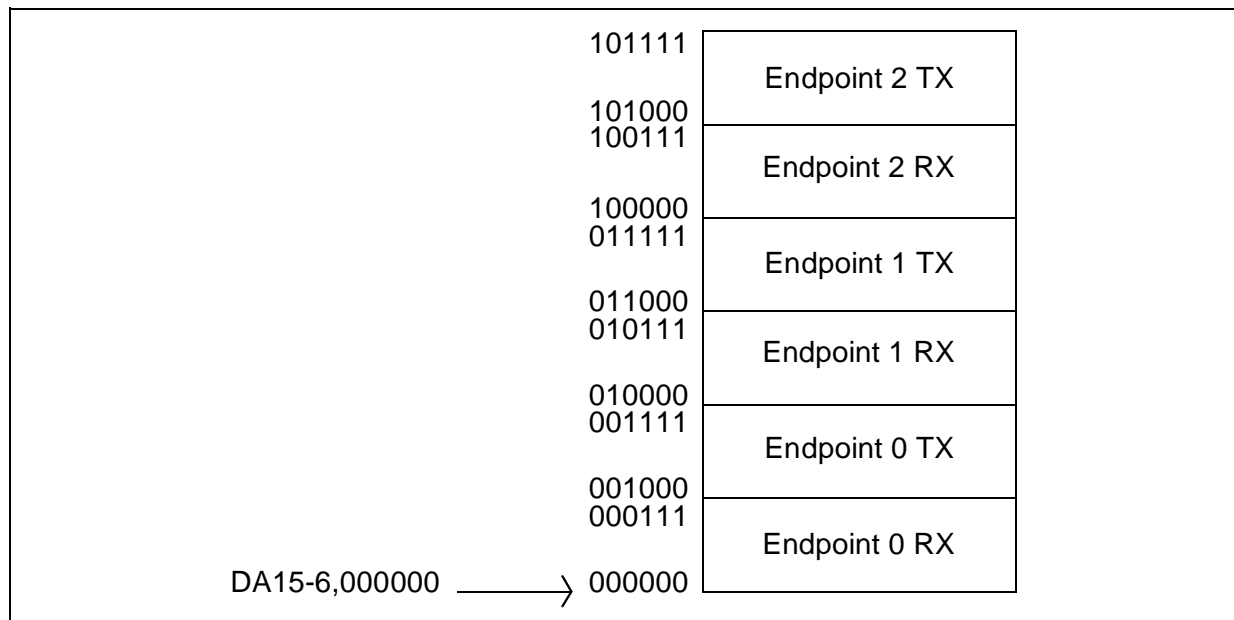 101111
Endpoint 2 TX
101000
100111
Endpoint 2 RX
100000
011111
Endpoint 1 TX
011000
010111
Endpoint 1 RX
010000
001111
Endpoint 0 TX
001000
000111
Endpoint 0 RX
DA15-6,000000 000000